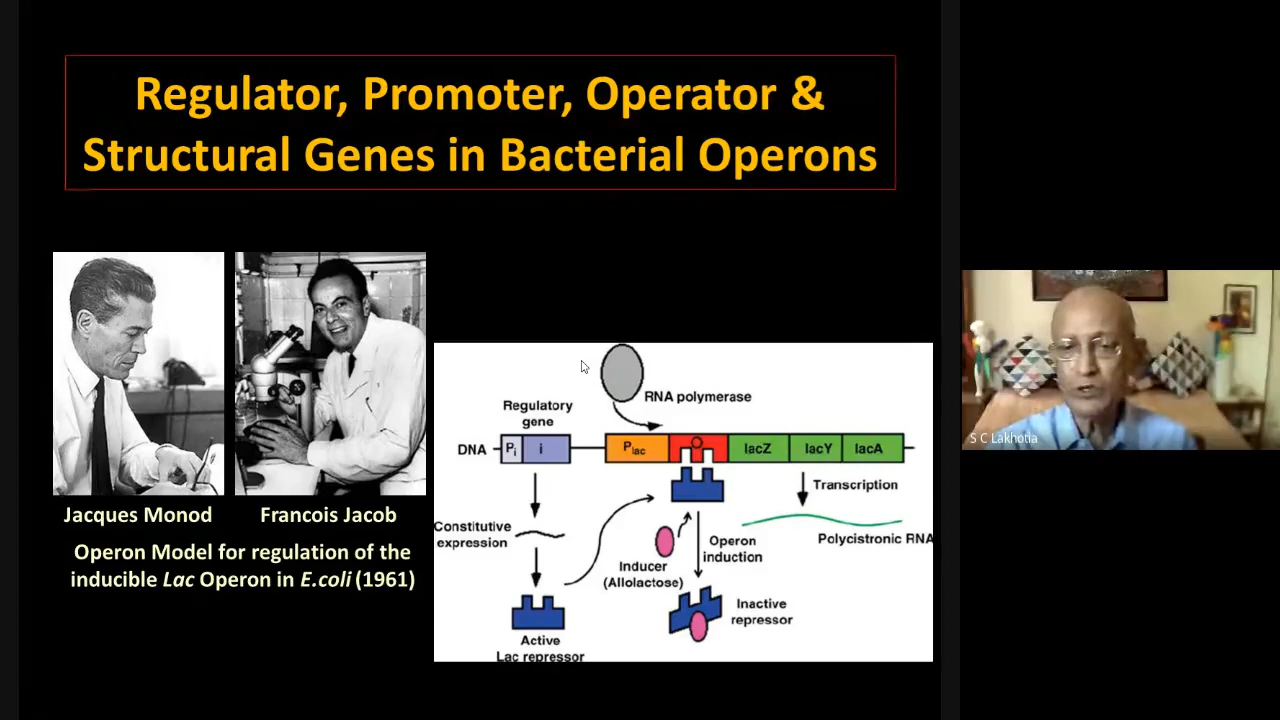 Regulator, Promoter, Operator &
Structural Genes in Bacterial Operons
Jacques Monod
Francois Jacob
Operon Model for regulation of the
inducible Lac Operon in E.coli (1961)
RNA polymerase
Regulatory
gene
DNA
Pi
i
Plac
o
lacZ
lacY
lacA
Transcription
Constitutive
expression
Polycistronic RNA
Operon
induction
Inducer
(Allolactose)
Inactive
repressor
Active
Lac repressor
S C Lakhotia